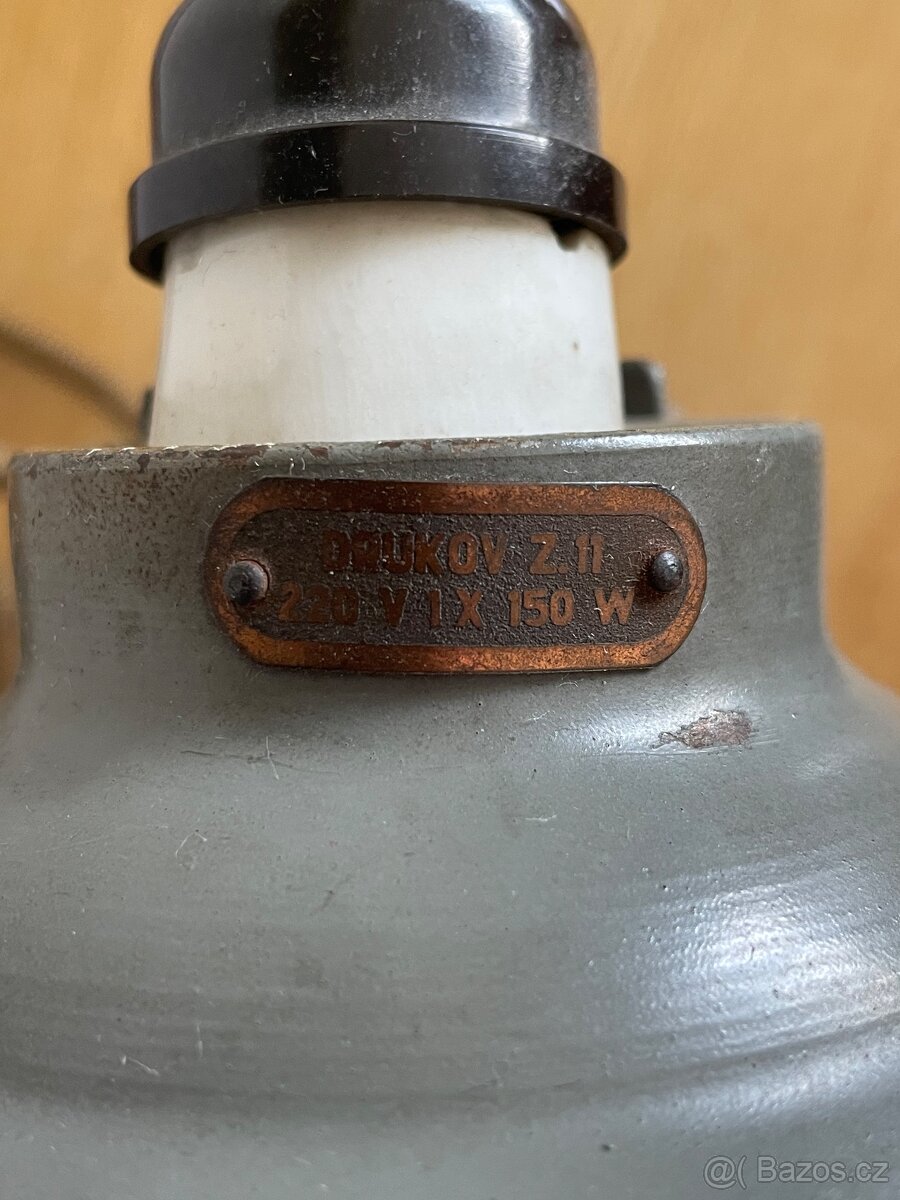 DRUKOV Z.11
220 V 1 X 150 W
@( Bazos.cz